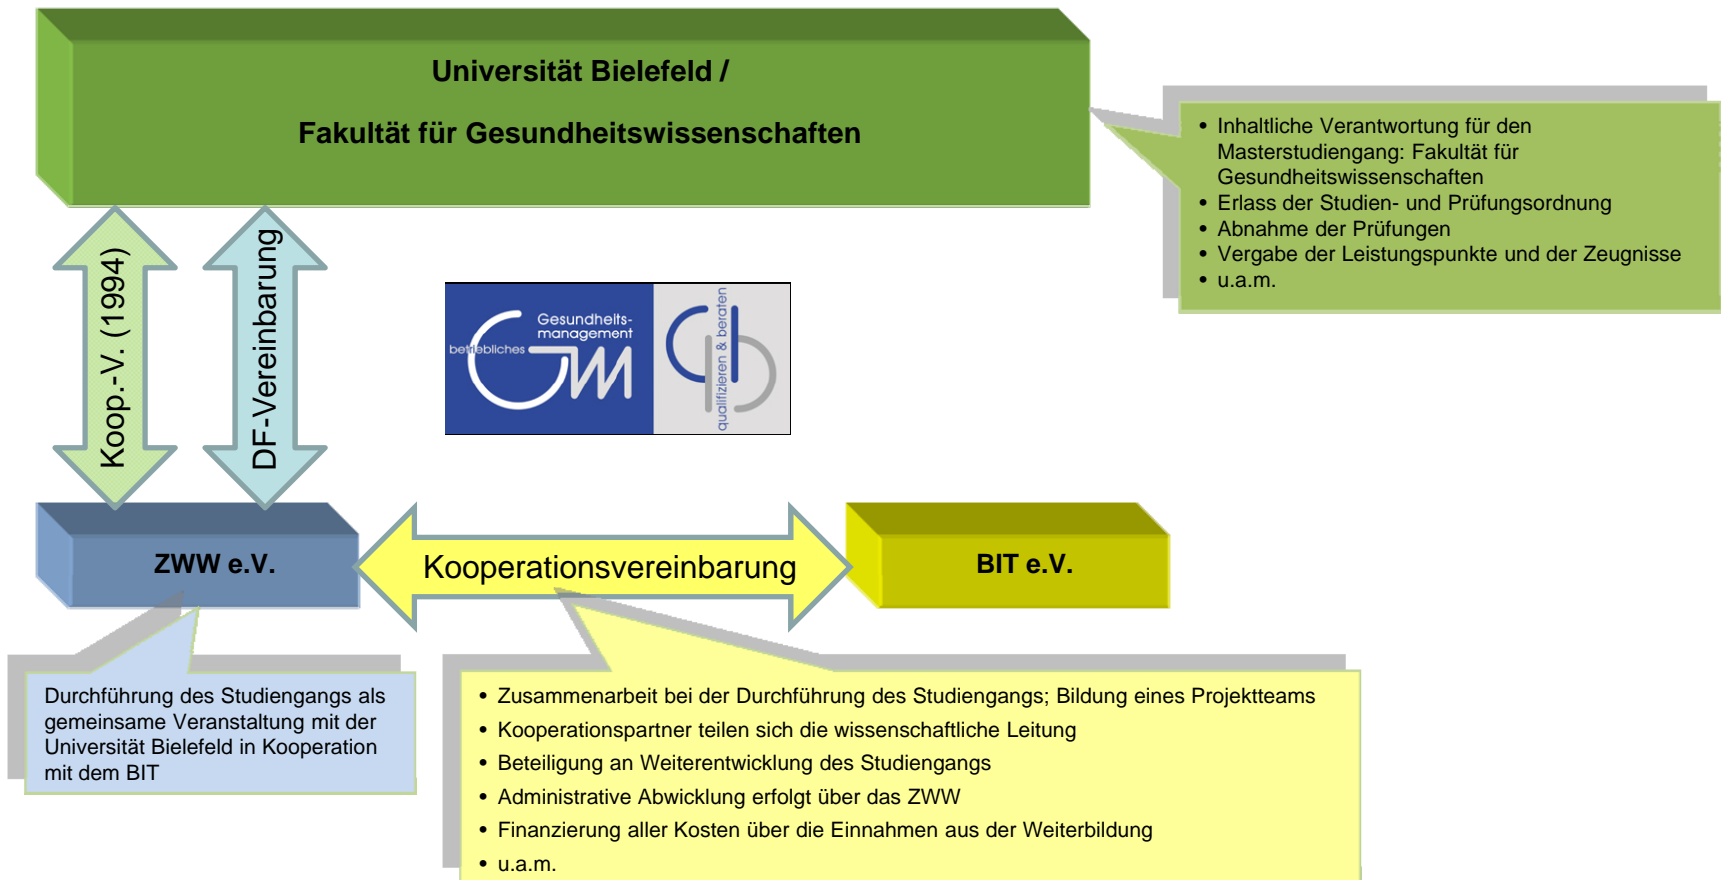 Universität Bielefeld /
Fakultät für Gesundheitswissenschaften
• Inhaltliche Verantwortung für den
Masterstudiengang: Fakultät für
Gesundheitswissenschaften
• Erlass der Studien- und Prüfungsordnung
• Abnahme der Prüfungen
• Vergabe der Leistungspunkte und der Zeugnisse
• u.a.m.
Koop.-V. (1994)
DF-Vereinbarung
Gesundheits-
management
betriebliches
GM
qualifizieren & beraten
ZWW e.V.
Kooperationsvereinbarung
BIT e.V.
Durchführung des Studiengangs als
gemeinsame Veranstaltung mit der
Universität Bielefeld in Kooperation
mit dem BIT
• Zusammenarbeit bei der Durchführung des Studiengangs; Bildung eines Projektteams
• Kooperationspartner teilen sich die wissenschaftliche Leitung
• Beteiligung an Weiterentwicklung des Studiengangs
• Administrative Abwicklung erfolgt über das ZWW
• Finanzierung aller Kosten über die Einnahmen aus der Weiterbildung
• u.a.m.